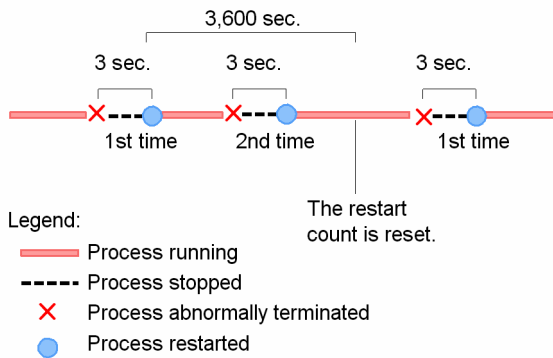 3,600 sec.
3 sec.
3 sec.
3 sec.
1st time
2nd time
1st time
The restart
count is reset.
Legend:
Process running
Process stopped
Process abnormally terminated
Process restarted